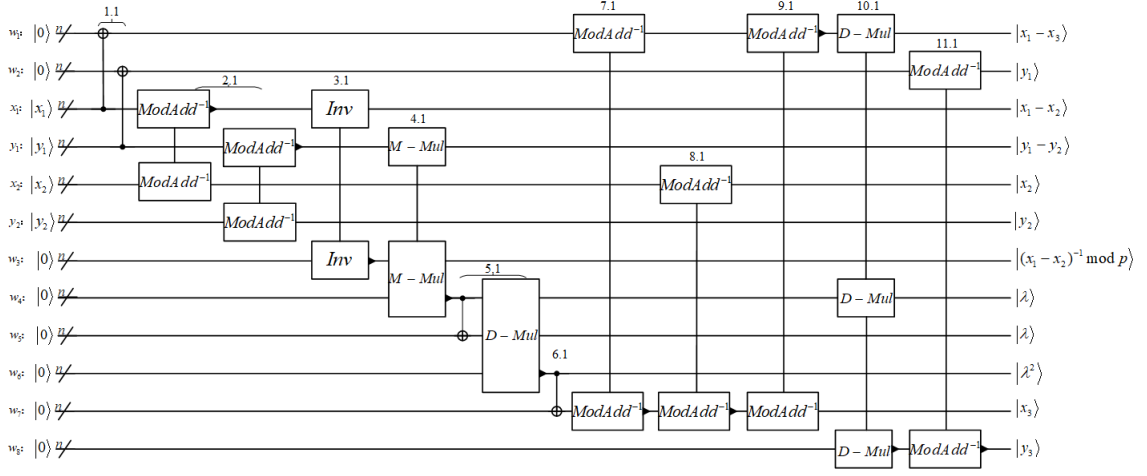 1.1 7.1 9.1 10.1
w₁: |0⟩ n ModAdd⁻¹ ModAdd⁻¹ D−Mul |x₁−x₃⟩
11.1
w₂: |0⟩ n ModAdd⁻¹ |y₁⟩
2,1 3.1
x₁: |x₁⟩ n ModAdd⁻¹ Inv |x₁−x₂⟩
4.1
y₁: |y₁⟩ n ModAdd⁻¹ M−Mul |y₁−y₂⟩
8.1
x₂: |x₂⟩ n ModAdd⁻¹ ModAdd⁻¹ |x₂⟩
y₂: |y₂⟩ n ModAdd⁻¹ |y₂⟩
w₃: |0⟩ n Inv M−Mul |(x₁−x₂)⁻¹ mod p⟩
5,1
w₄: |0⟩ n D−Mul |λ⟩
w₅: |0⟩ n D−Mul |λ⟩
6.1
w₆: |0⟩ n |λ²⟩
w₇: |0⟩ n ModAdd⁻¹ ModAdd⁻¹ ModAdd⁻¹ |x₃⟩
w₈: |0⟩ n D−Mul ModAdd⁻¹ |y₃⟩